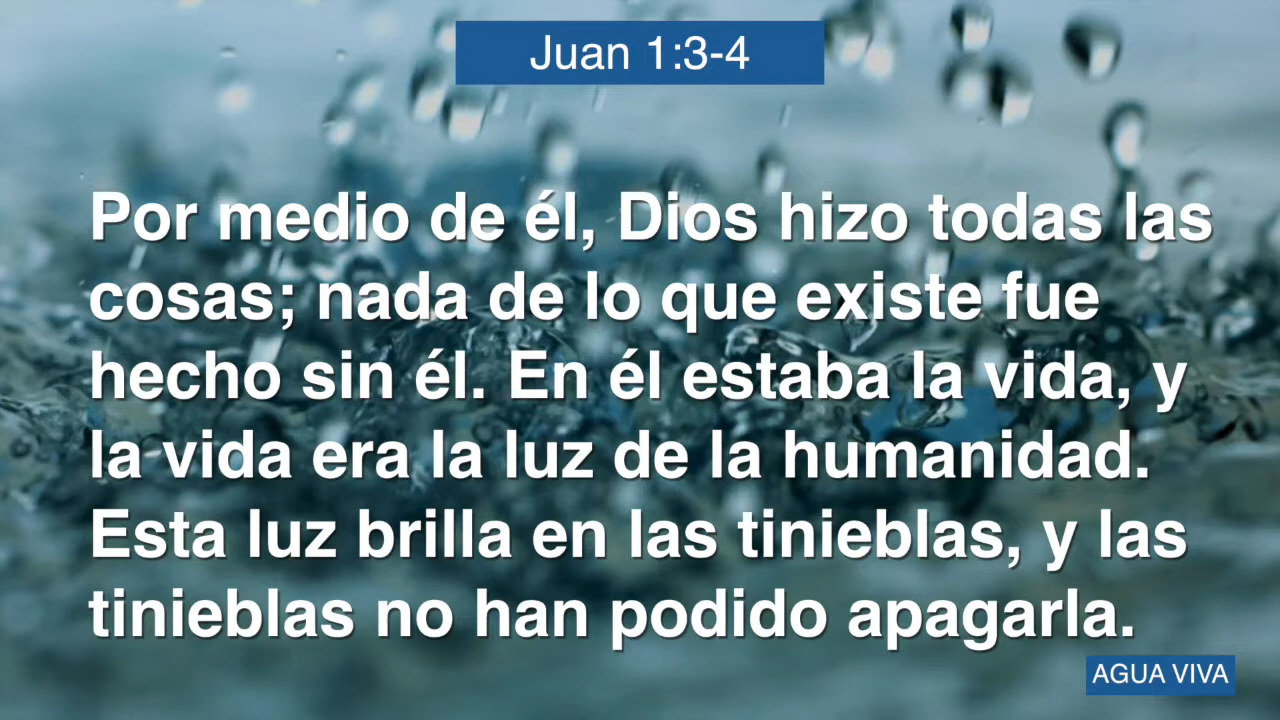 Juan 1:3-4
Por medio de él, Dios hizo todas las
cosas; nada de lo que existe fue
hecho sin él. En él estaba la vida, y
la vida era la luz de la humanidad.
Esta luz brilla en las tinieblas, y las
tinieblas no han podido apagarla.
AGUA VIVA